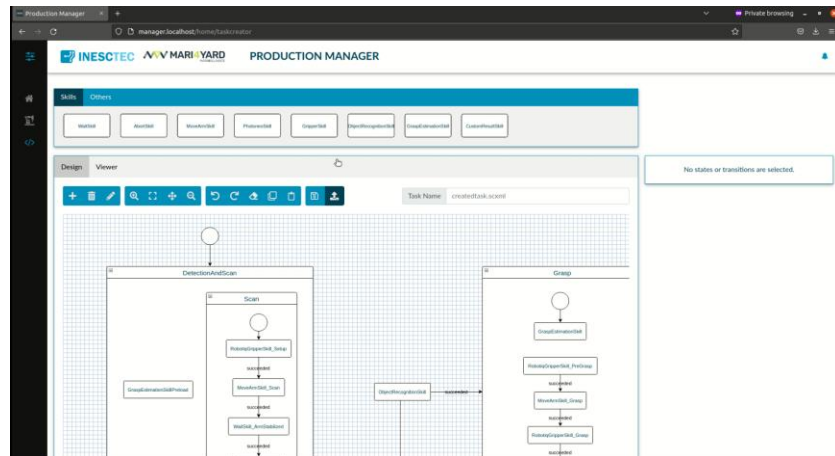 Production Manager
Private browsing
manager.localhost/home/taskcreator
INESCTEC MARI4YARD PRODUCTION MANAGER
Skills Others
WaitSkill AbortSkill MoveArmSkill PhotoneoSkill GripperSkill ObjectRecognitionSkill GraspEstimationSkill CustomResultSkill
Design Viewer
No states or transitions are selected.
Task Name createdtask.scxml
DetectionAndScan Grasp
Scan
GraspEstimationSkill
RobotiqGripperSkill_Setup
RobotiqGripperSkill_PreGrasp
succeeded
succeeded
GraspEstimationSkillPreload MoveArmSkill_Scan ObjectRecognitionSkill succeeded MoveArmSkill_Grasp
succeeded
succeeded
WaitSkill_ArmStabilized
RobotiqGripperSkill_Grasp
succeeded
succeeded